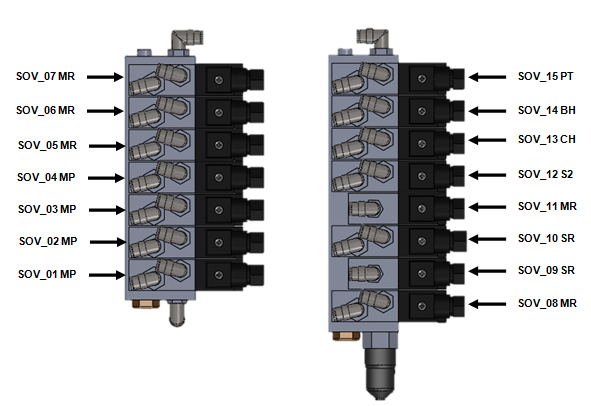 SOV_07 MR
SOV_06 MR
SOV_05 MR
SOV_04 MP
SOV_03 MP
SOV_02 MP
SOV_01 MP
SOV_15 PT
SOV_14 BH
SOV_13 CH
SOV_12 S2
SOV_11 MR
SOV_10 SR
SOV_09 SR
SOV_08 MR